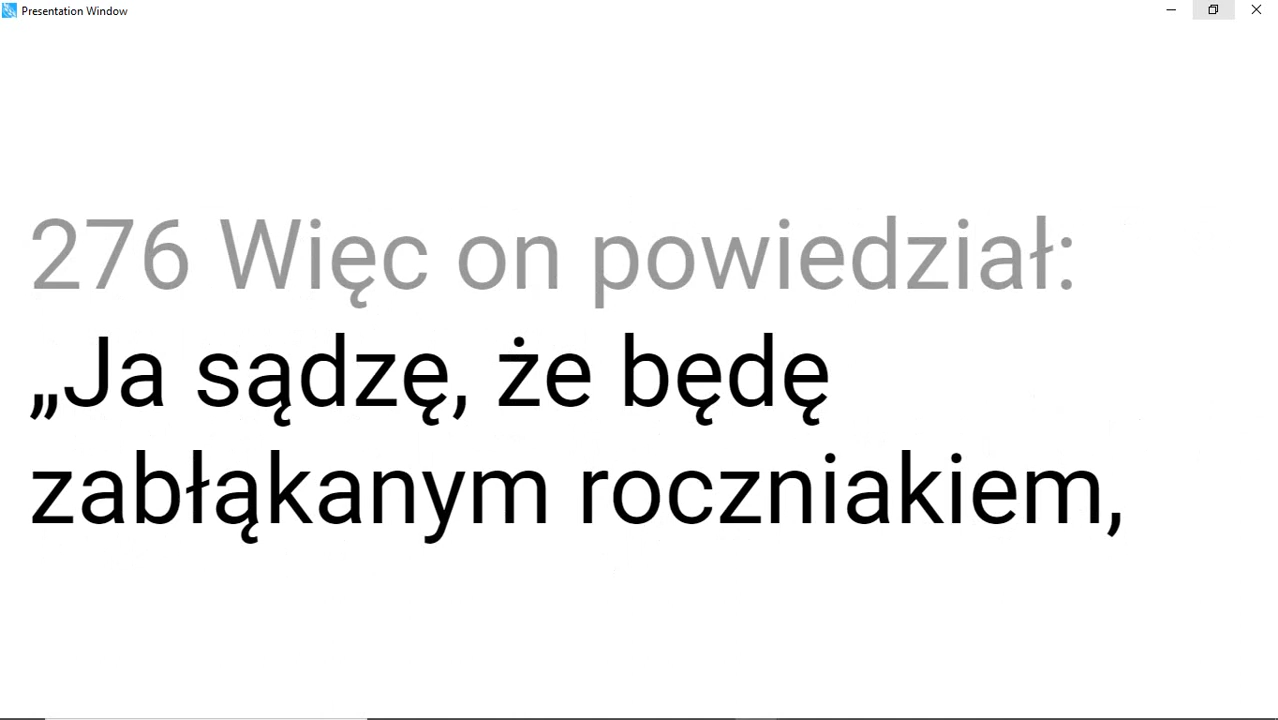 Presentation Window
276 Więc on powiedział:
„Ja sądzę, że będę
zabłąkanym roczniakiem,